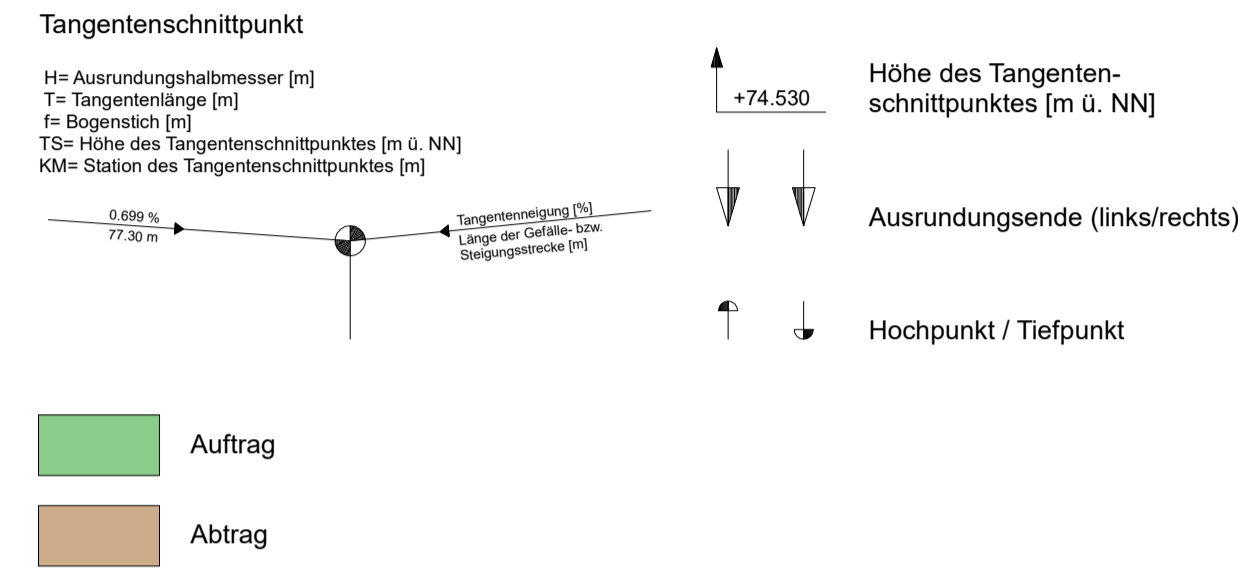 Tangentenschnittpunkt
H= Ausrundungshalbmesser [m]
T= Tangentenlänge [m]
f= Bogenstich [m]
TS= Höhe des Tangentenschnittpunktes [m ü. NN]
KM= Station des Tangentenschnittpunktes [m]
0.699 %
77.30 m
Tangentenneigung [%]
Länge der Gefälle- bzw.
Steigungsstrecke [m]
+74.530
Höhe des Tangenten-
schnittpunktes [m ü. NN]
Ausrundungsende (links/rechts)
Hochpunkt / Tiefpunkt
Auftrag
Abtrag